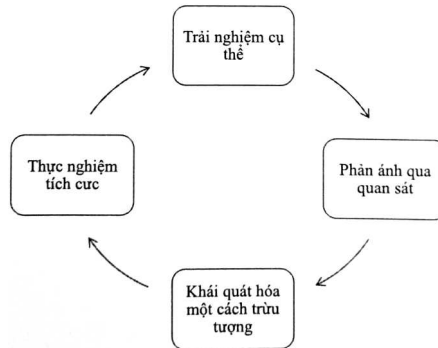 Trải nghiệm cụ
thể
Phản ánh qua
quan sát
Khái quát hóa
một cách trừu
tượng
Thực nghiệm
tích cưc